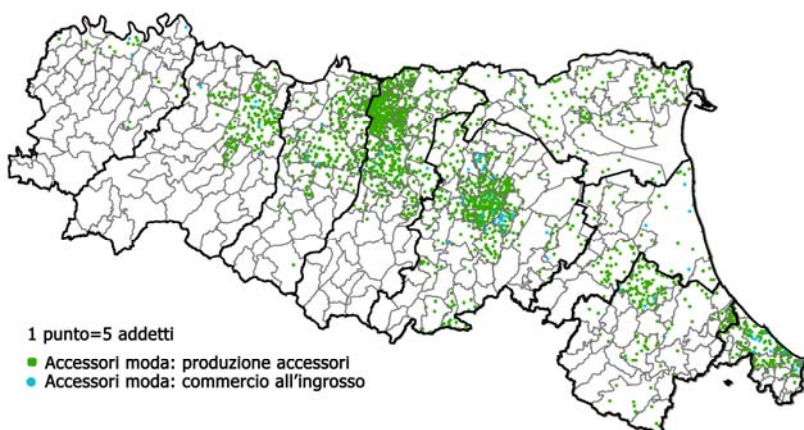 1 punto=5 addetti
Accessori moda: produzione accessori
Accessori moda: commercio all'ingrosso